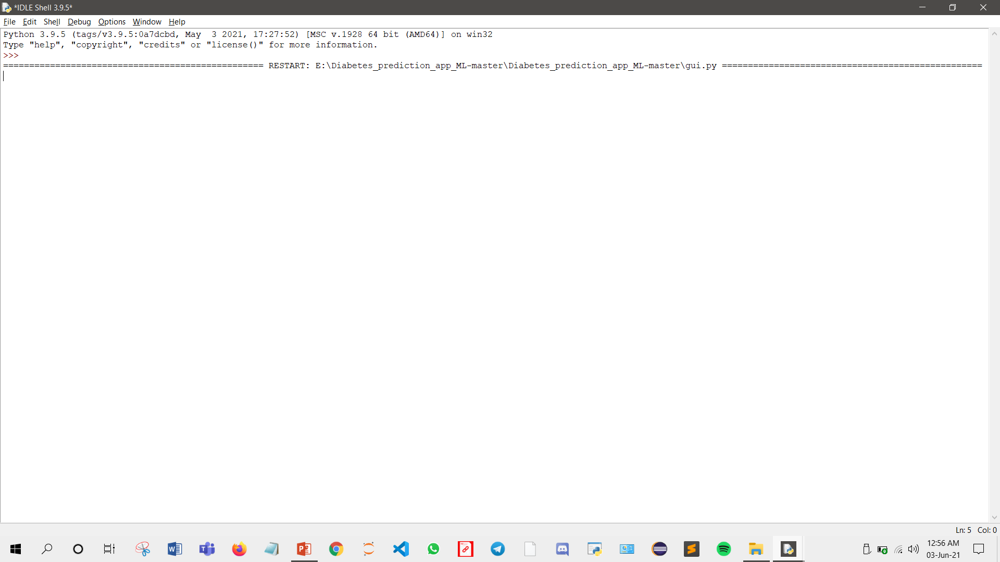 *IDLE Shell 3.9.5*
File Edit Shell Debug Options Window Help
Python 3.9.5 (tags/v3.9.5:0a7dcbd, May  3 2021, 17:27:52) [MSC v.1928 64 bit (AMD64)] on win32
Type "help", "copyright", "credits" or "license()" for more information.
>>>
================================================== RESTART: E:\Diabetes_prediction_app_ML-master\Diabetes_prediction_app_ML-master\gui.py ==================================================
Ln: 5 Col: 0
12:56 AM
03-Jun-21